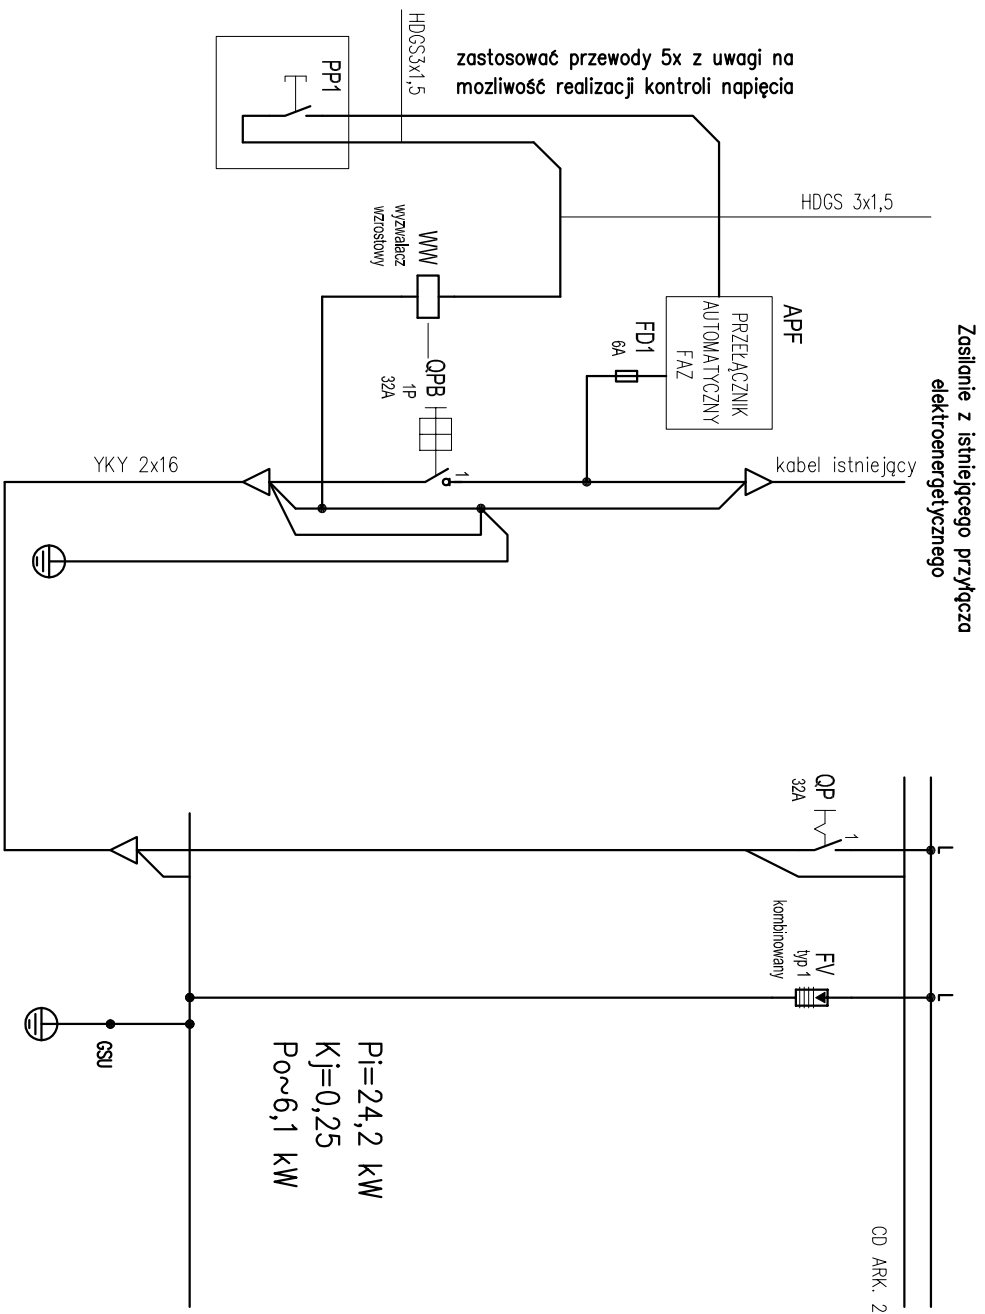 zastosować przewody 5x z uwagi na
mozliwość realizacji kontroli napięcia
HDGS3x1,5
PP1
HDGS 3x1,5
WW
wyzwalacz
wzrostowy
APF
PRZEŁĄCZNIK
AUTOMATYCZNY
FAZ
FD1
6A
QPB
1P
32A
1
Zasilanie z istniejącego przyłącza
elektroenergetycznego
kabel istniejący
YKY 2x16
QP
32A
1
L
FV
typ 1
kombinowany
L
GSU
Pi=24,2 kW
Kj=0,25
Po~6,1 kW
CD ARK. 2